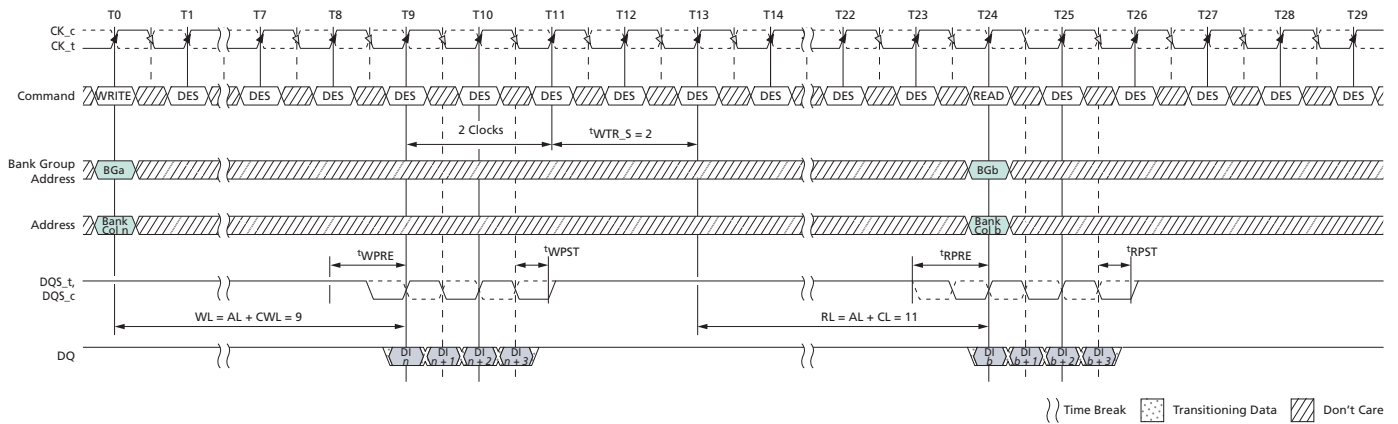 T0 T1 T7 T8 T9 T10 T11 T12 T13 T14 T22 T23 T24 T25 T26 T27 T28 T29
CK_c
CK_t
Command WRITE DES DES DES DES DES DES DES DES DES DES DES READ DES DES DES DES DES
2 Clocks tWTR_S = 2
Bank Group
Address BGa BGb
Address Bank
Col n Bank
Col b
tWPRE tWPST tRPRE tRPST
DQS_t,
DQS_c
WL = AL + CWL = 9 RL = AL + CL = 11
DQ DI
n DI
n + 1 DI
n + 2 DI
n + 3 DI
b DI
b + 1 DI
b + 2 DI
b + 3
Time Break Transitioning Data Don't Care